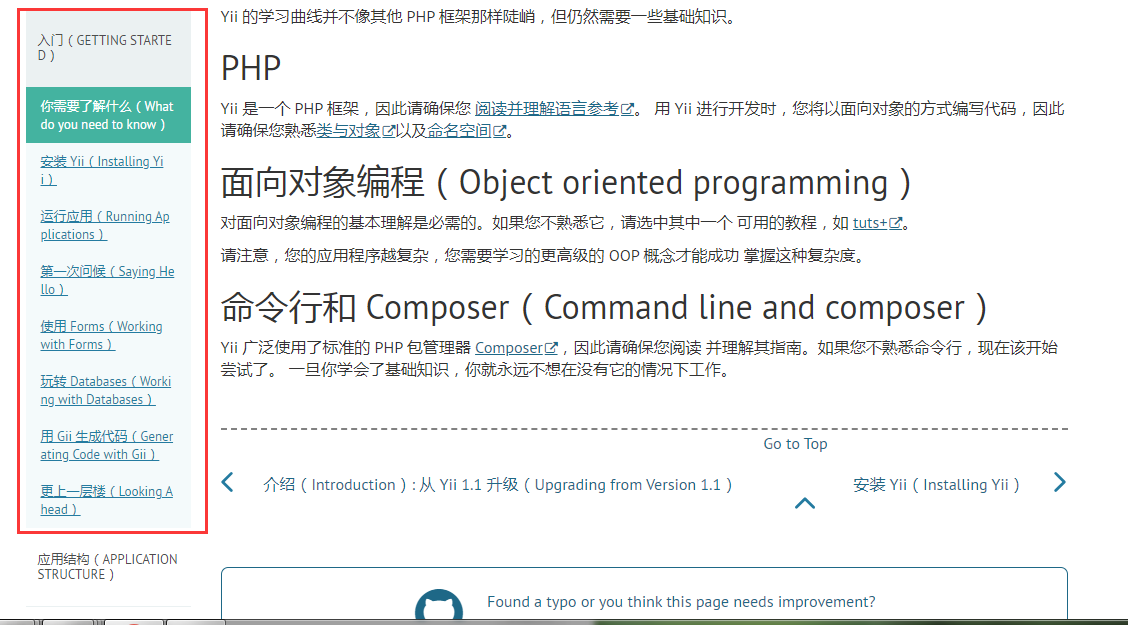 入门（GETTING STARTE
D）
你需要了解什么（What
do you need to know）
安装 Yii（Installing Yi
i）
运行应用（Running Ap
plications）
第一次问候（Saying He
llo）
使用 Forms（Working
with Forms）
玩转 Databases（Worki
ng with Databases）
用 Gii 生成代码（Gener
ating Code with Gii）
更上一层楼（Looking A
head）
应用结构（APPLICATION
STRUCTURE）
Yii 的学习曲线并不像其他 PHP 框架那样陡峭，但仍然需要一些基础知识。
PHP
Yii 是一个 PHP 框架，因此请确保您 阅读并理解语言参考。 用 Yii 进行开发时，您将以面向对象的方式编写代码，因此
请确保您熟悉类与对象以及命名空间。
面向对象编程（Object oriented programming）
对面向对象编程的基本理解是必需的。如果您不熟悉它，请选中其中一个 可用的教程，如 tuts+。
请注意，您的应用程序越复杂，您需要学习的更高级的 OOP 概念才能成功 掌握这种复杂度。
命令行和 Composer（Command line and composer）
Yii 广泛使用了标准的 PHP 包管理器 Composer，因此请确保您阅读 并理解其指南。如果您不熟悉命令行，现在该开始
尝试了。 一旦你学会了基础知识，你就永远不想在没有它的情况下工作。
Go to Top
介绍（Introduction）: 从 Yii 1.1 升级（Upgrading from Version 1.1）
安装 Yii（Installing Yii）
Found a typo or you think this page needs improvement?